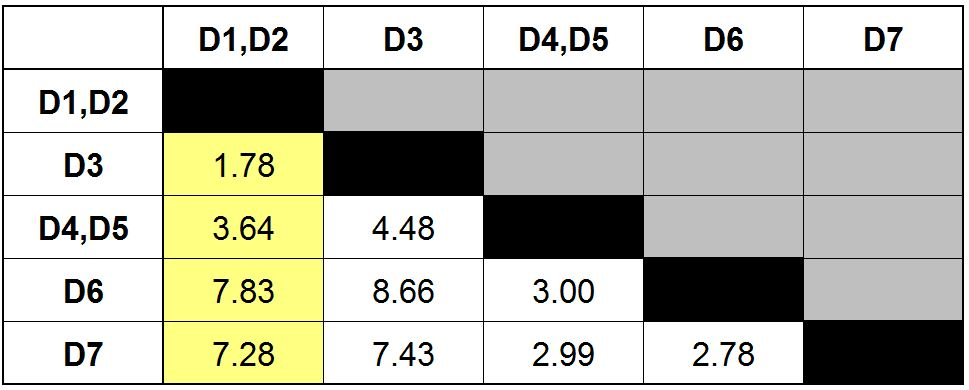 D1,D2 D3 D4,D5 D6 D7
D1,D2
D3 1.78
D4,D5 3.64 4.48
D6 7.83 8.66 3.00
D7 7.28 7.43 2.99 2.78